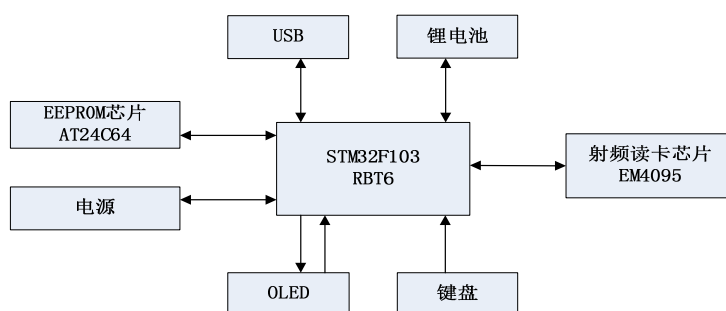 USB
锂电池
EEPROM芯片
AT24C64
STM32F103
RBT6
射频读卡芯片
EM4095
电源
OLED
键盘